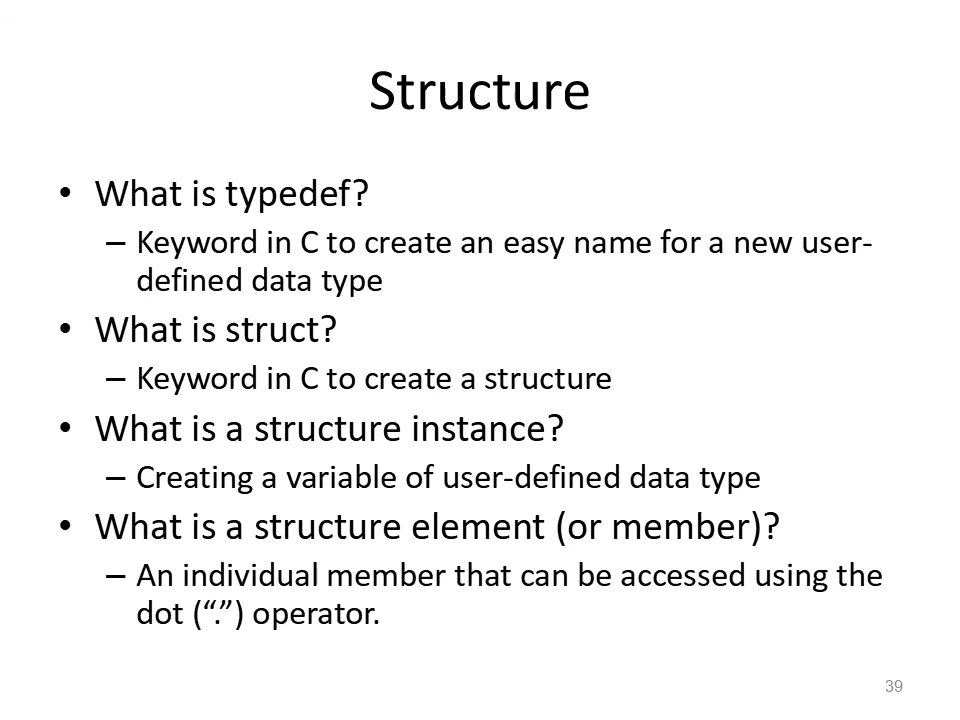 Structure
• What is typedef?
– Keyword in C to create an easy name for a new user-
defined data type
• What is struct?
– Keyword in C to create a structure
• What is a structure instance?
– Creating a variable of user-defined data type
• What is a structure element (or member)?
– An individual member that can be accessed using the
dot (“.”) operator.
39